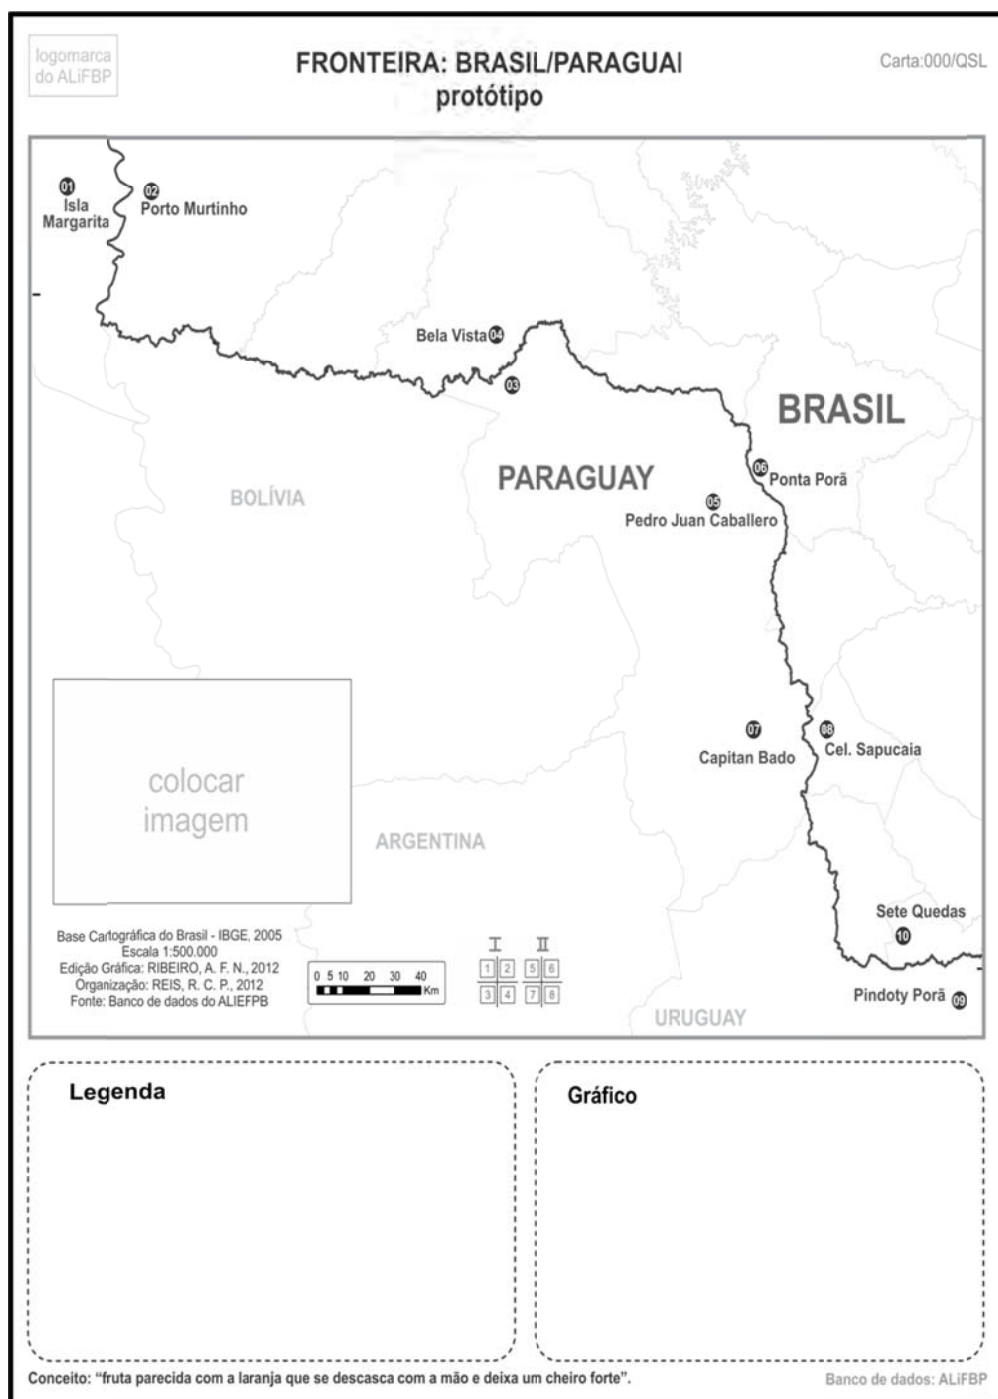 logomarca
do ALiFBP
FRONTEIRA: BRASIL/PARAGUAI
protótipo
Carta:000/QSL
01
Isla
Margarita
02
Porto Murtinho
Bela Vista 04
03
BRASIL
PARAGUAY
06
Ponta Porã
BOLÍVIA
05
Pedro Juan Caballero
07
Capitan Bado
08
Cel. Sapucaia
colocar
imagem
ARGENTINA
Sete Quedas
10
Pindoty Porã 09
Base Cartográfica do Brasil - IBGE, 2005
Escala 1:500.000
Edição Gráfica: RIBEIRO, A. F. N., 2012
Organização: REIS, R. C. P., 2012
Fonte: Banco de dados do ALIEFPB
0 5 10 20 30 40
Km
I II
1 2 5 6
3 4 7 8
URUGUAY
Legenda
Gráfico
Conceito: “fruta parecida com a laranja que se descasca com a mão e deixa um cheiro forte”.
Banco de dados: ALiFBP